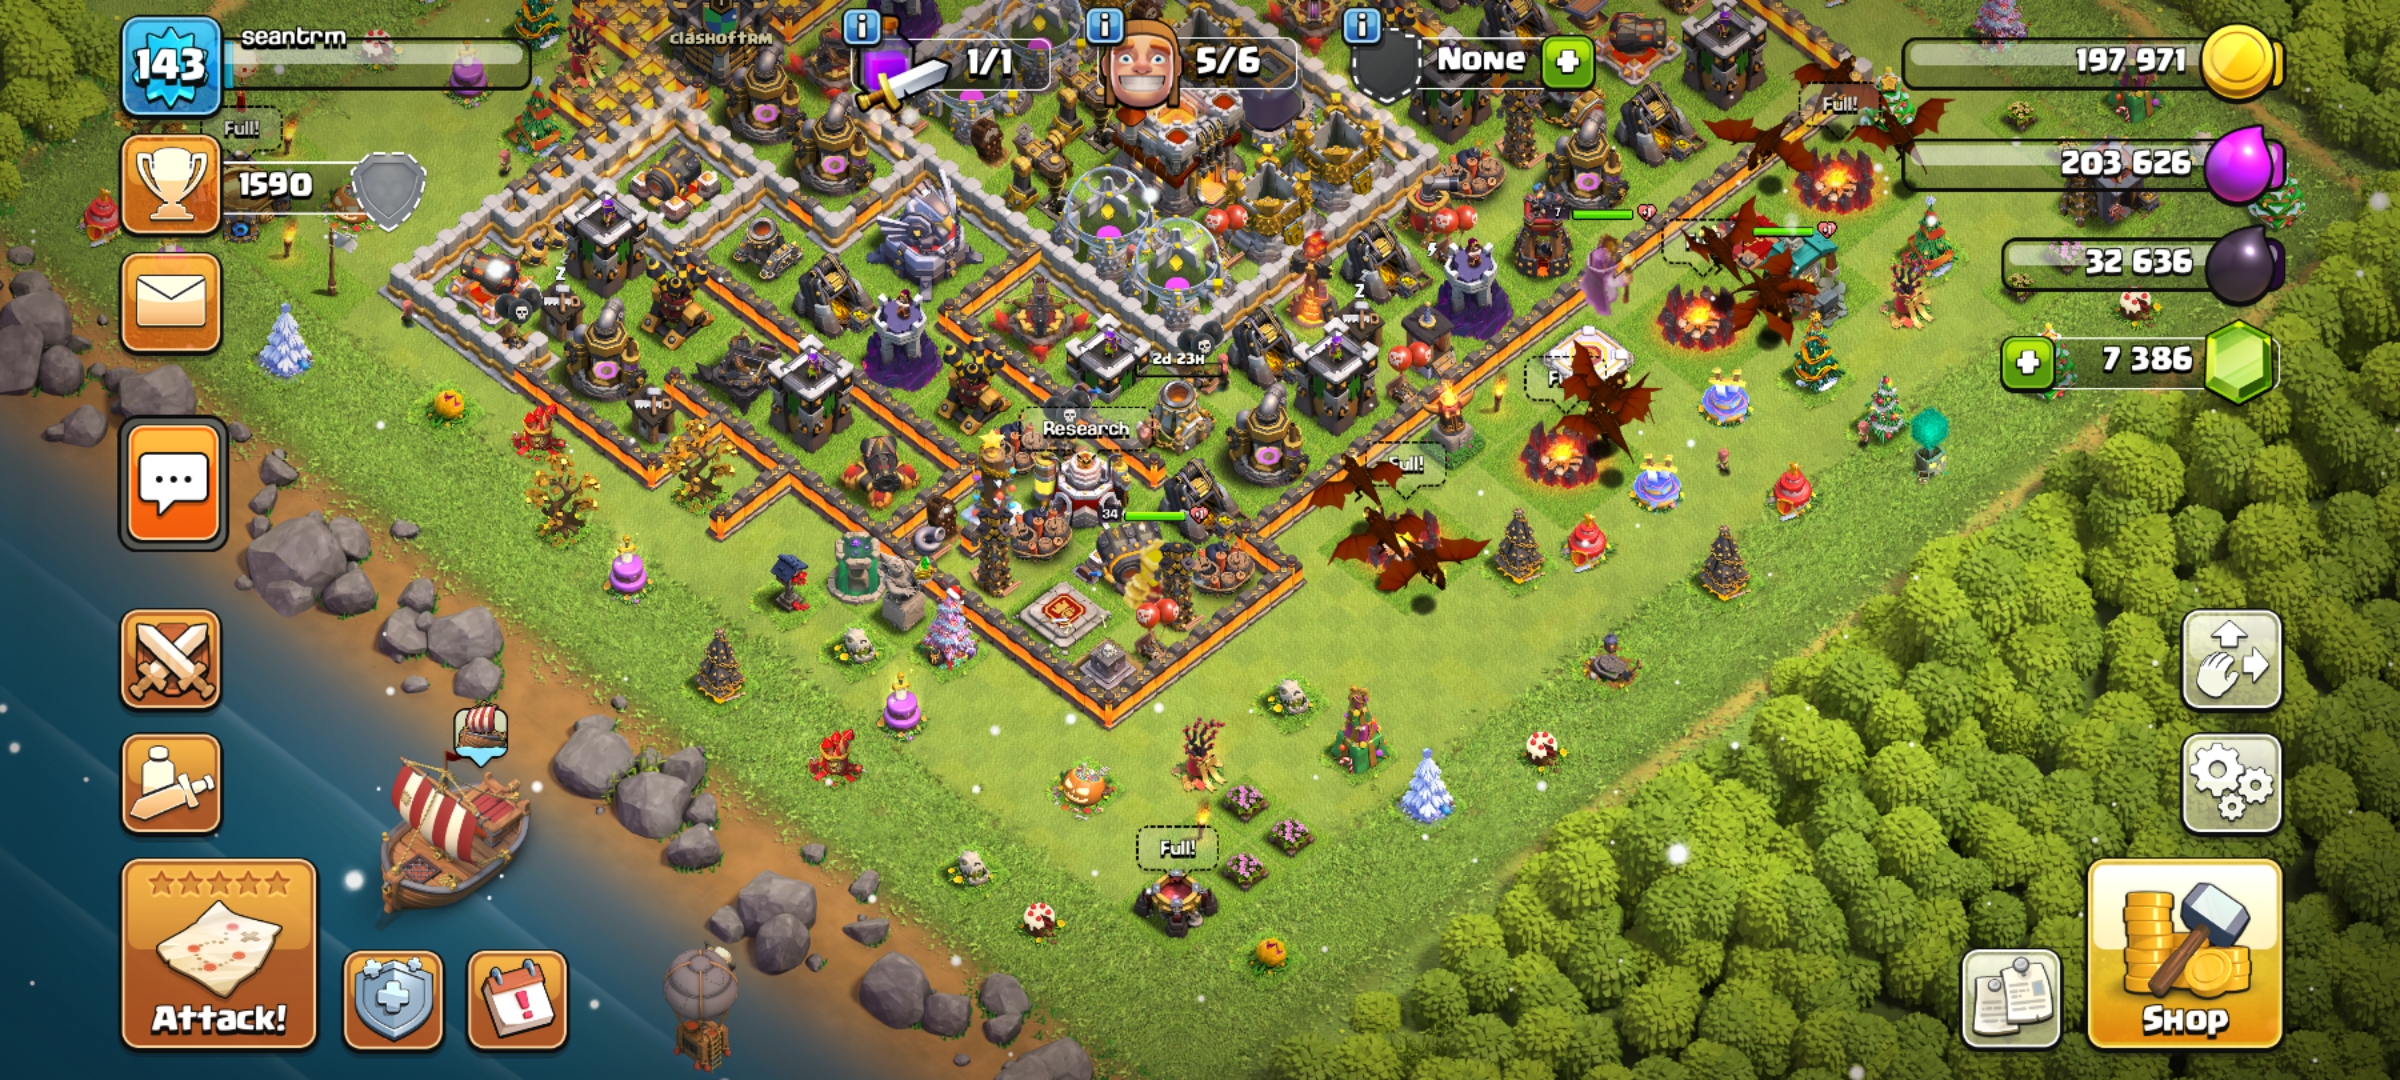 143
seantrm
clashoftrm
1/1
5/6
None
197 971
Full!
Full!
1590
203 626
7
32 636
Z
Z
2d 23h
7 386
Research
Full!
34
Full!
Attack!
Shop